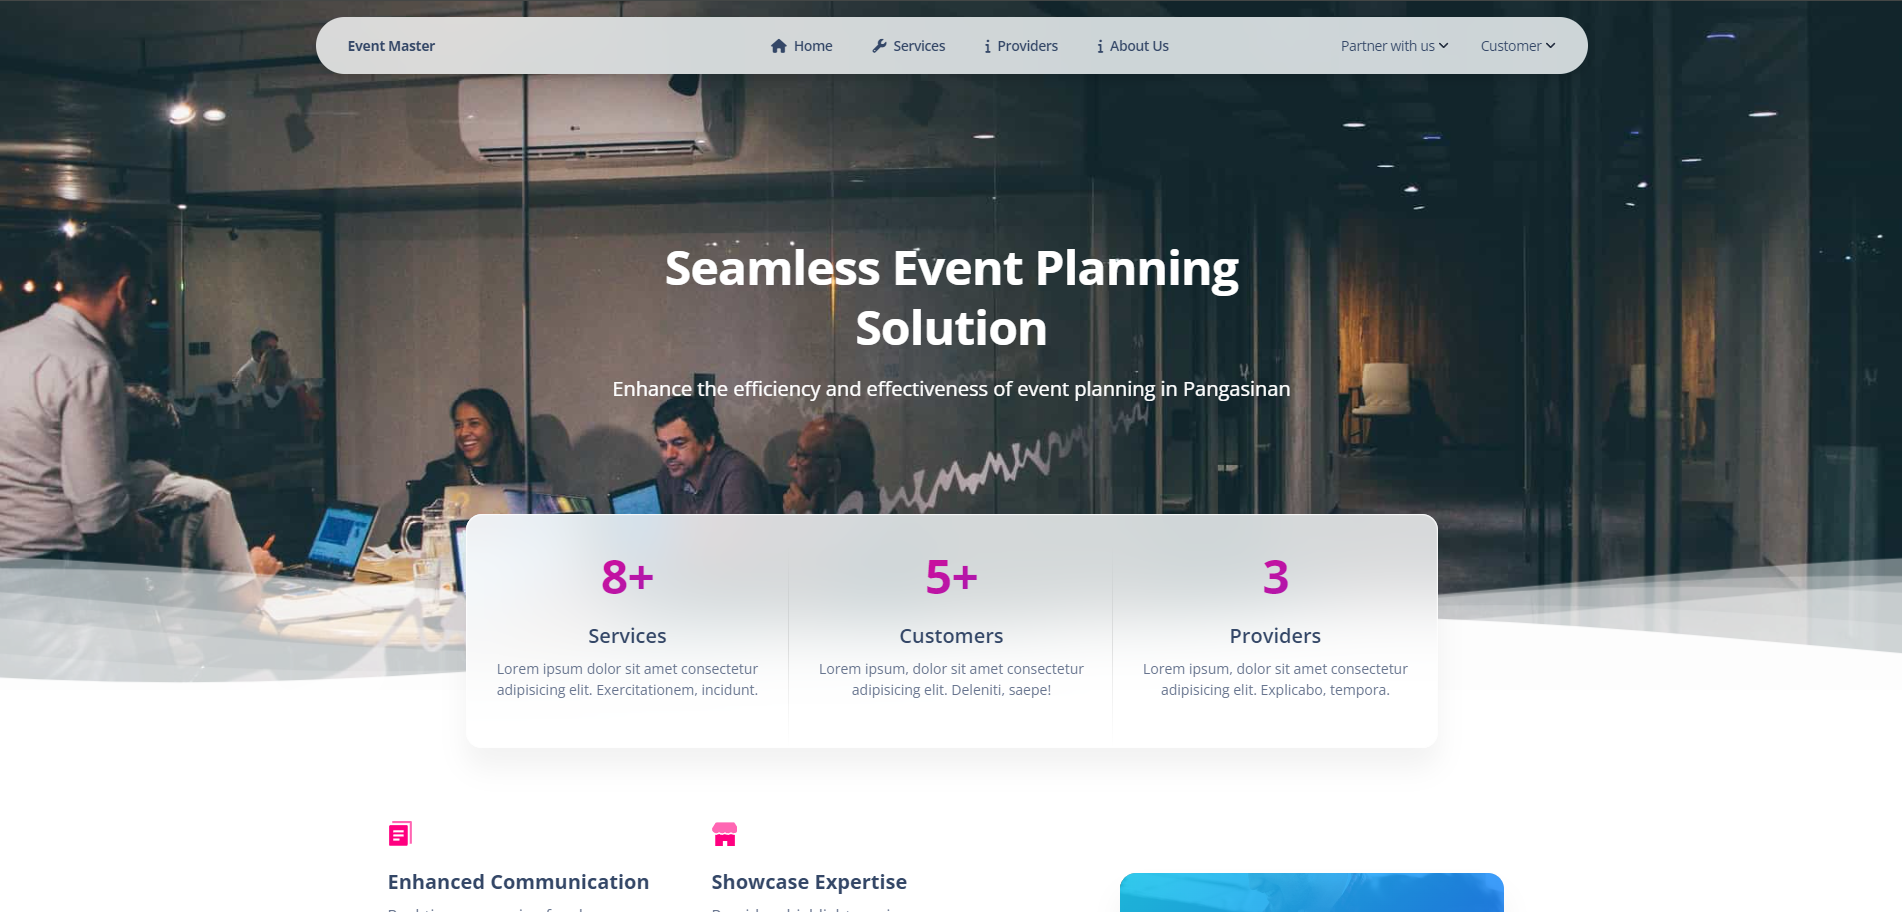 Event Master
Home
Services
Providers
About Us
Partner with us
Customer
Seamless Event Planning
Solution
Enhance the efficiency and effectiveness of event planning in Pangasinan
8+
5+
3
Services
Customers
Providers
Lorem ipsum dolor sit amet consectetur
adipisicing elit. Exercitationem, incidunt.
Lorem ipsum, dolor sit amet consectetur
adipisicing elit. Deleniti, saepe!
Lorem ipsum, dolor sit amet consectetur
adipisicing elit. Explicabo, tempora.
Enhanced Communication
Showcase Expertise